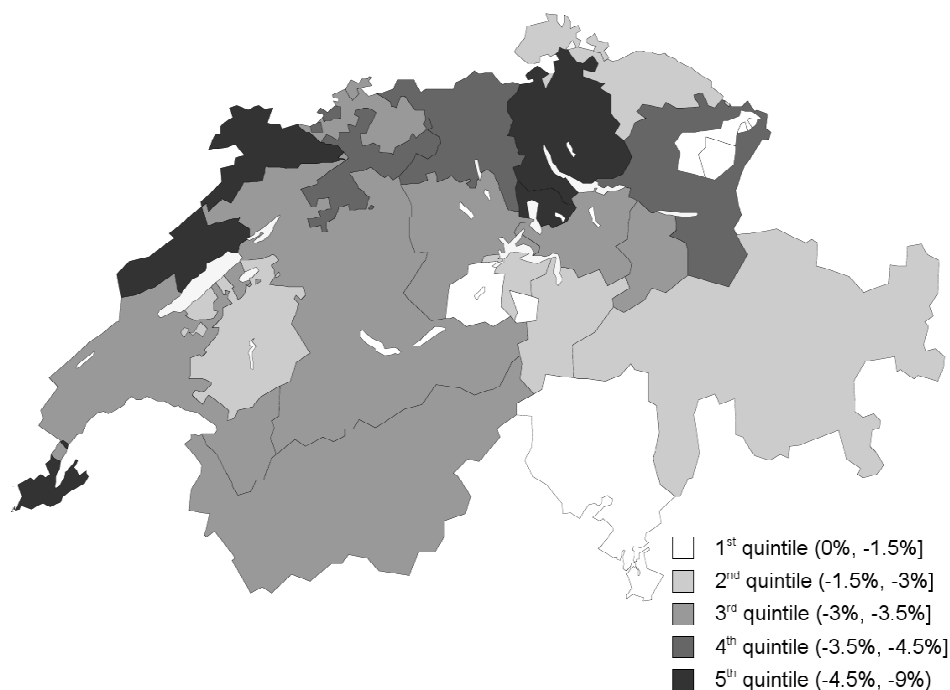 1st quintile (0%, -1.5%]
2nd quintile (-1.5%, -3%]
3rd quintile (-3%, -3.5%]
4th quintile (-3.5%, -4.5%]
5th quintile (-4.5%, -9%)